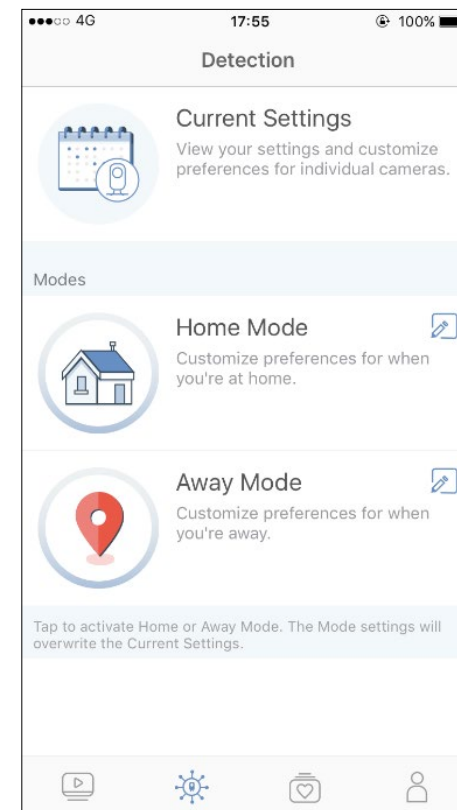 4G 17:55 100%
Detection
Current Settings
View your settings and customize
preferences for individual cameras.
Modes
Home Mode
Customize preferences for when
you're at home.
Away Mode
Customize preferences for when
you're away.
Tap to activate Home or Away Mode. The Mode settings will
overwrite the Current Settings.